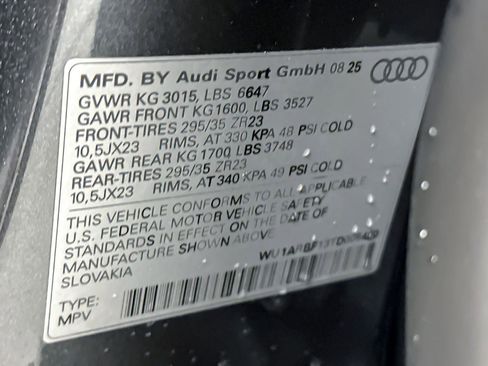 MFD. BY Audi Sport GmbH 08 25
GVWR KG 3015, LBS 6647
GAWR FRONT KG 1600, LBS 3527
FRONT-TIRES 295/35 ZR23
10,5JX23 RIMS, AT 330 KPA 48 PSI COLD
GAWR REAR KG 1700 LBS 3748
REAR-TIRES 295/35 ZR23
10,5JX23 RIMS, AT 340 KPA 49 PSI COLD
THIS VEHICLE CONFORMS TO ALL APPLICABLE
U.S. FEDERAL MOTOR VEHICLE SAFETY
STANDARDS IN EFFECT ON THE DATE OF
MANUFACTURE SHOWN ABOVE
SLOVAKIA
TYPE:
MPV